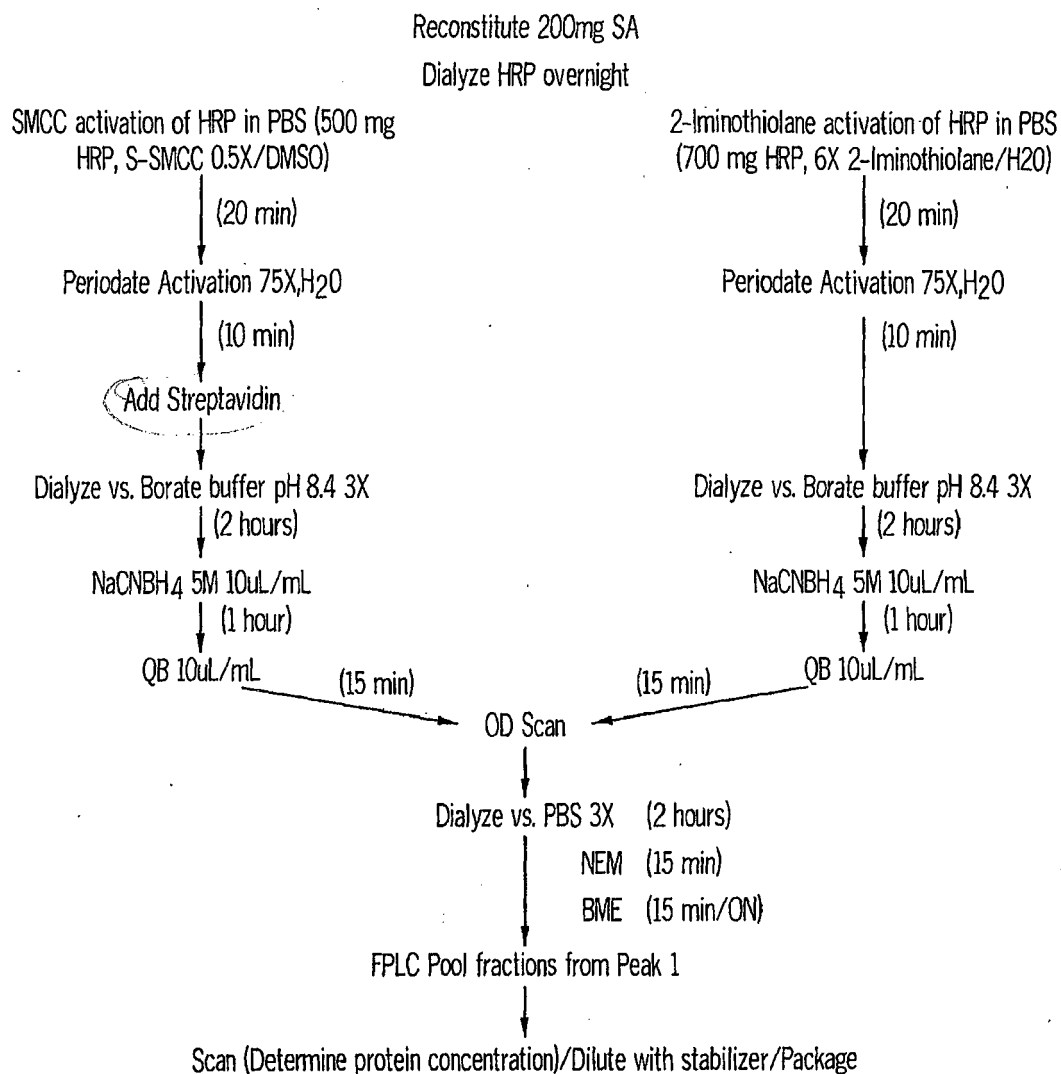 Reconstitute 200mg SA
Dialyze HRP overnight
SMCC activation of HRP in PBS (500 mg
HRP, S-SMCC 0.5X/DMSO)
(20 min)
Periodate Activation 75X,H2O
(10 min)
Add Streptavidin
Dialyze vs. Borate buffer pH 8.4 3X
(2 hours)
NaCNBH4 5M 10uL/mL
(1 hour)
QB 10uL/mL
(15 min)
2-Iminothiolane activation of HRP in PBS
(700 mg HRP, 6X 2-Iminothiolane/H2O)
(20 min)
Periodate Activation 75X,H2O
(10 min)
Dialyze vs. Borate buffer pH 8.4 3X
(2 hours)
NaCNBH4 5M 10uL/mL
(1 hour)
QB 10uL/mL
(15 min)
OD Scan
Dialyze vs. PBS 3X (2 hours)
NEM (15 min)
BME (15 min/ON)
FPLC Pool fractions from Peak 1
Scan (Determine protein concentration)/Dilute with stabilizer/Package